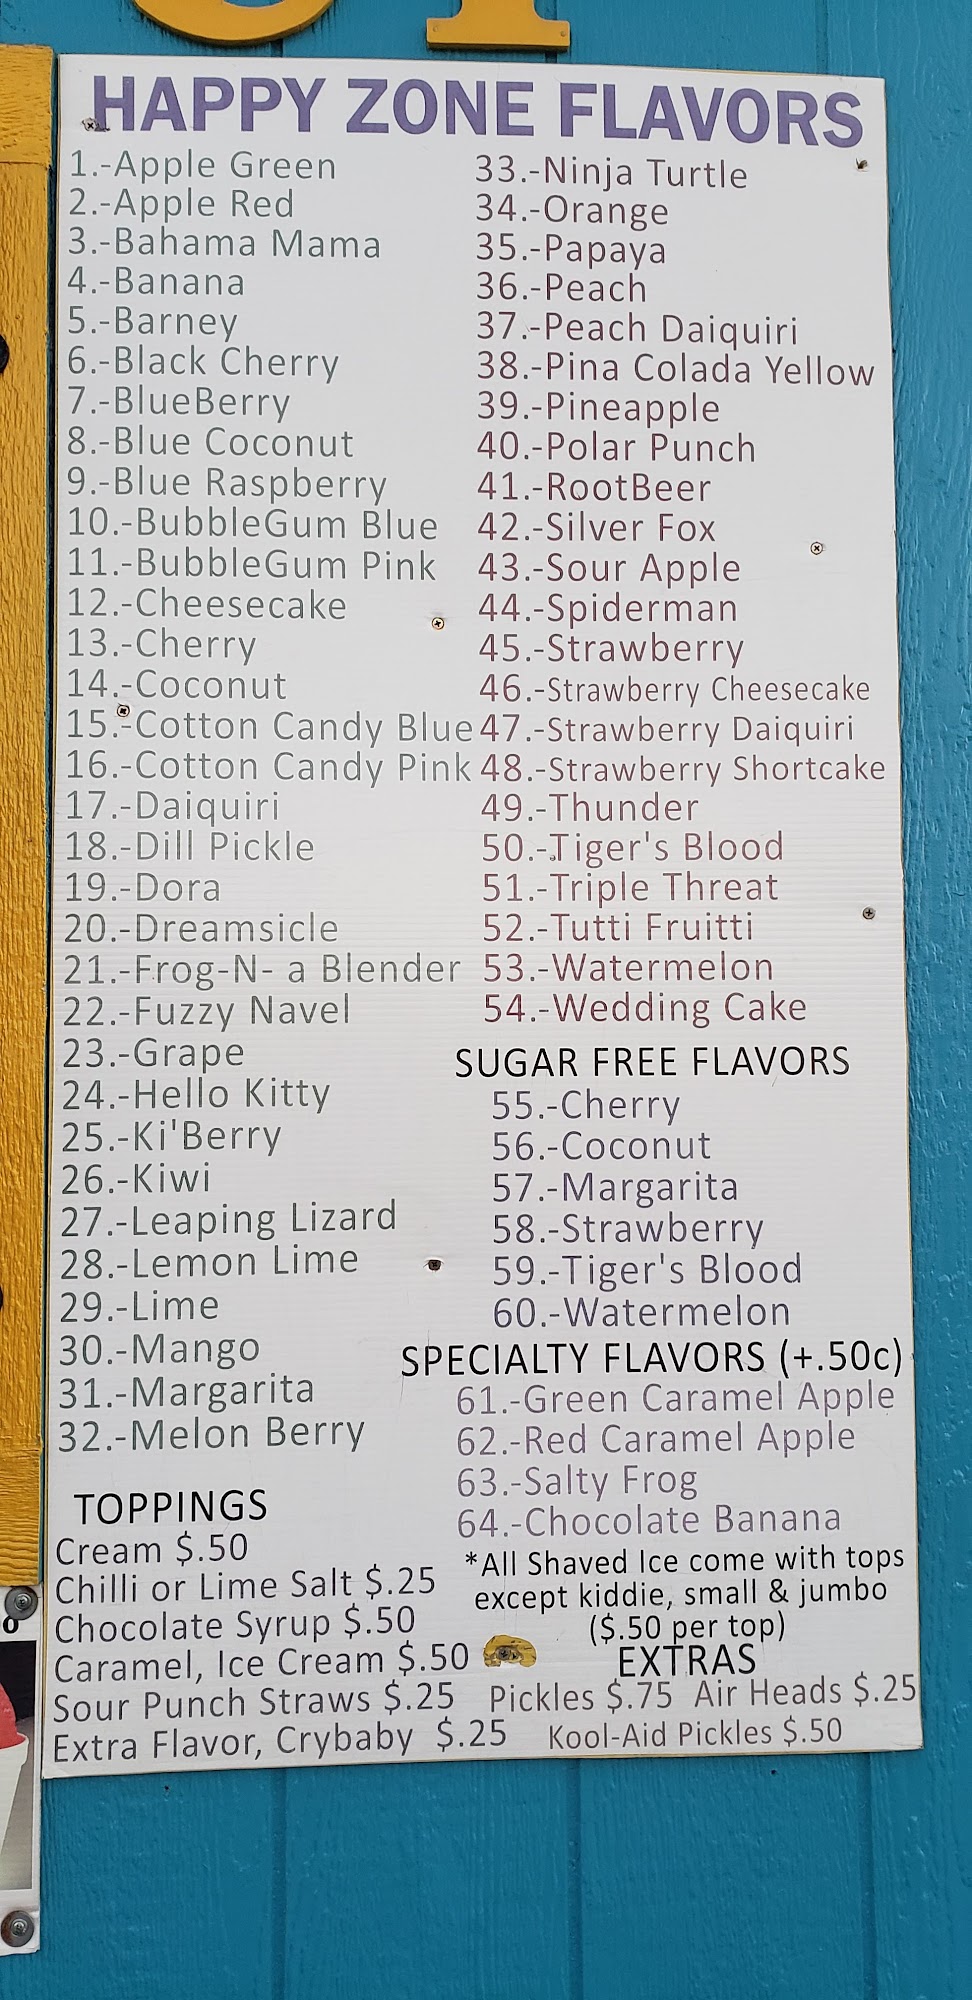 HAPPY ZONE FLAVORS
1.-Apple Green
2.-Apple Red
3.-Bahama Mama
4.-Banana
5.-Barney
6.-Black Cherry
7.-BlueBerry
8.-Blue Coconut
9.-Blue Raspberry
10.-BubbleGum Blue
11.-BubbleGum Pink
12.-Cheesecake
13.-Cherry
14.-Coconut
15.-Cotton Candy Blue
16.-Cotton Candy Pink
17.-Daiquiri
18.-Dill Pickle
19.-Dora
20.-Dreamsicle
21.-Frog-N- a Blender
22.-Fuzzy Navel
23.-Grape
24.-Hello Kitty
25.-Ki'Berry
26.-Kiwi
27.-Leaping Lizard
28.-Lemon Lime
29.-Lime
30.-Mango
31.-Margarita
32.-Melon Berry
33.-Ninja Turtle
34.-Orange
35.-Papaya
36.-Peach
37.-Peach Daiquiri
38.-Pina Colada Yellow
39.-Pineapple
40.-Polar Punch
41.-RootBeer
42.-Silver Fox
43.-Sour Apple
44.-Spiderman
45.-Strawberry
46.-Strawberry Cheesecake
47.-Strawberry Daiquiri
48.-Strawberry Shortcake
49.-Thunder
50.-Tiger's Blood
51.-Triple Threat
52.-Tutti Fruitti
53.-Watermelon
54.-Wedding Cake
SUGAR FREE FLAVORS
55.-Cherry
56.-Coconut
57.-Margarita
58.-Strawberry
59.-Tiger's Blood
60.-Watermelon
SPECIALTY FLAVORS (+.50c)
61.-Green Caramel Apple
62.-Red Caramel Apple
63.-Salty Frog
64.-Chocolate Banana
*All Shaved Ice come with tops
except kiddie, small & jumbo
($.50 per top)
TOPPINGS
Cream $.50
Chilli or Lime Salt $.25
Chocolate Syrup $.50
Caramel, Ice Cream $.50
Sour Punch Straws $.25
Extra Flavor, Crybaby $.25
EXTRAS
Pickles $.75 Air Heads $.25
Kool-Aid Pickles $.50